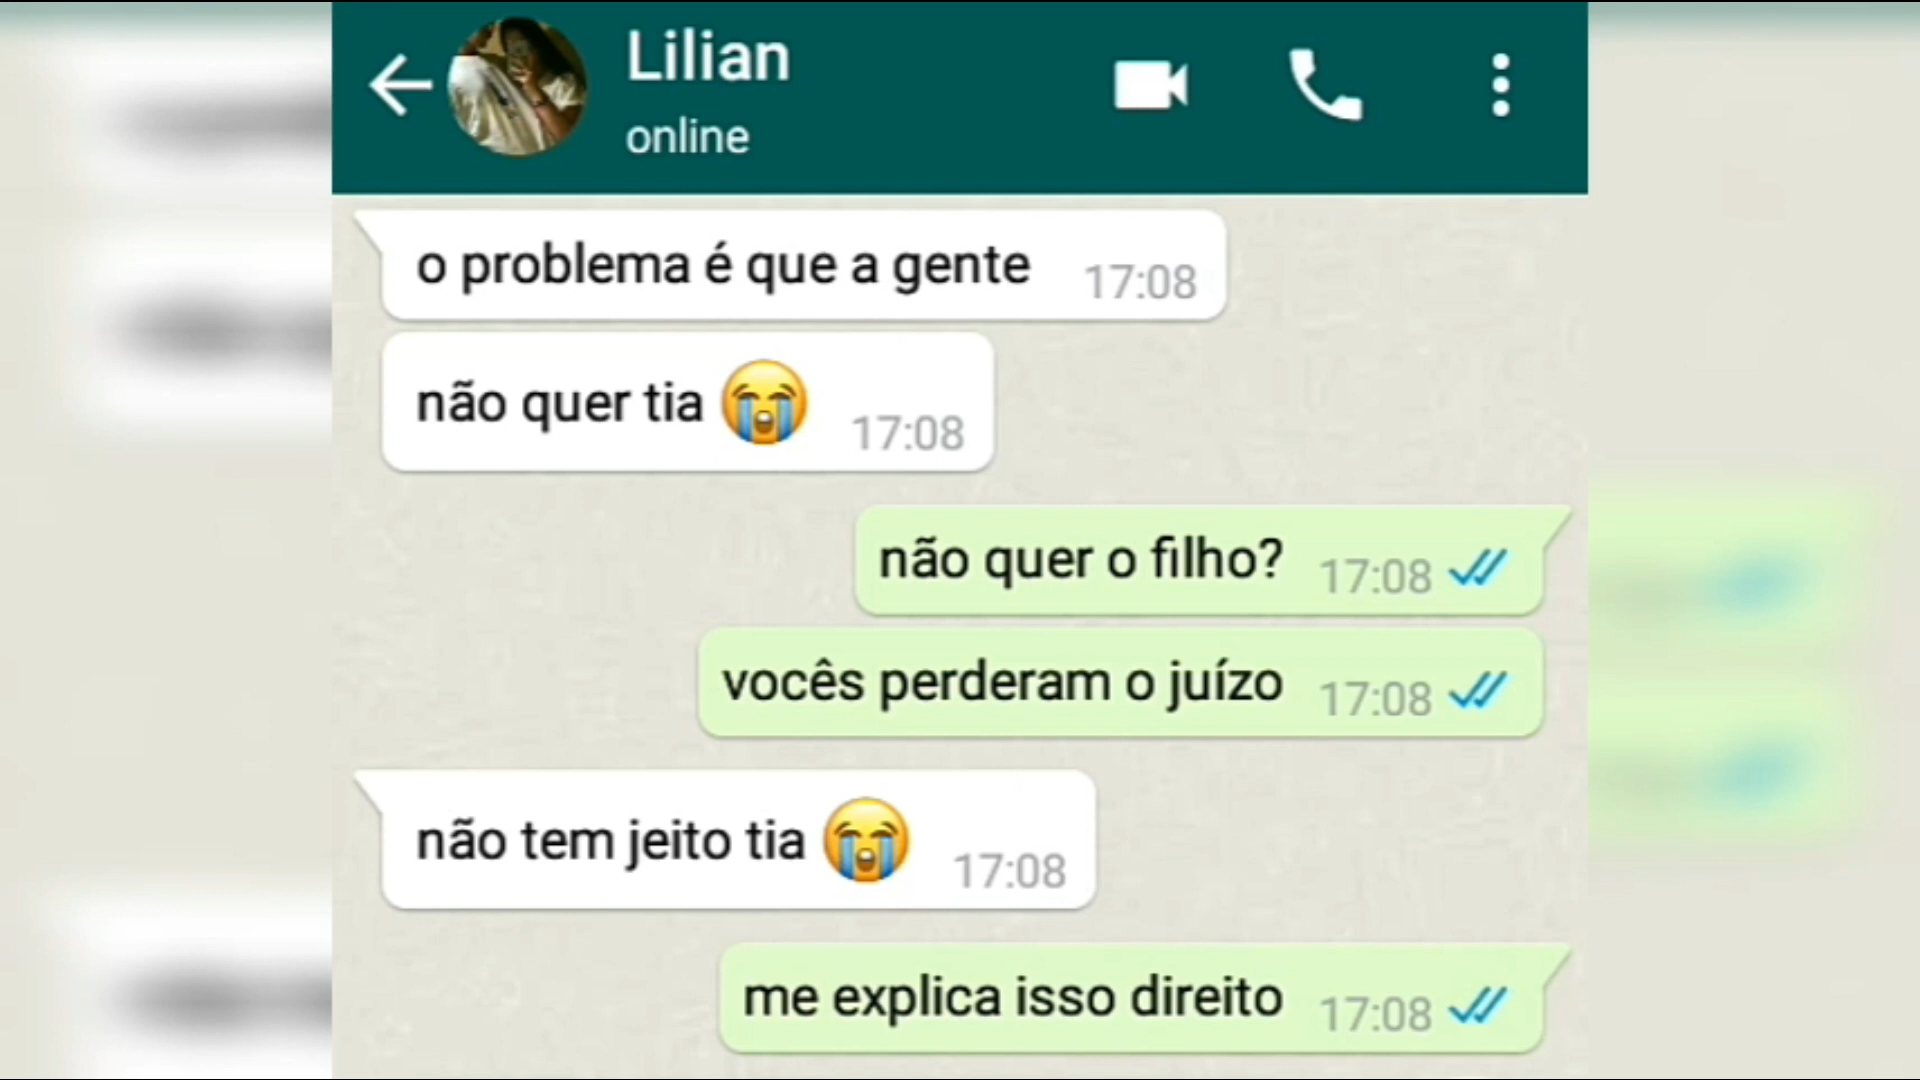 Lilian
online
o problema é que a gente 17:08
não quer tia 😭 17:08
não quer o filho? 17:08
vocês perderam o juízo 17:08
não tem jeito tia 😭 17:08
me explica isso direito 17:08